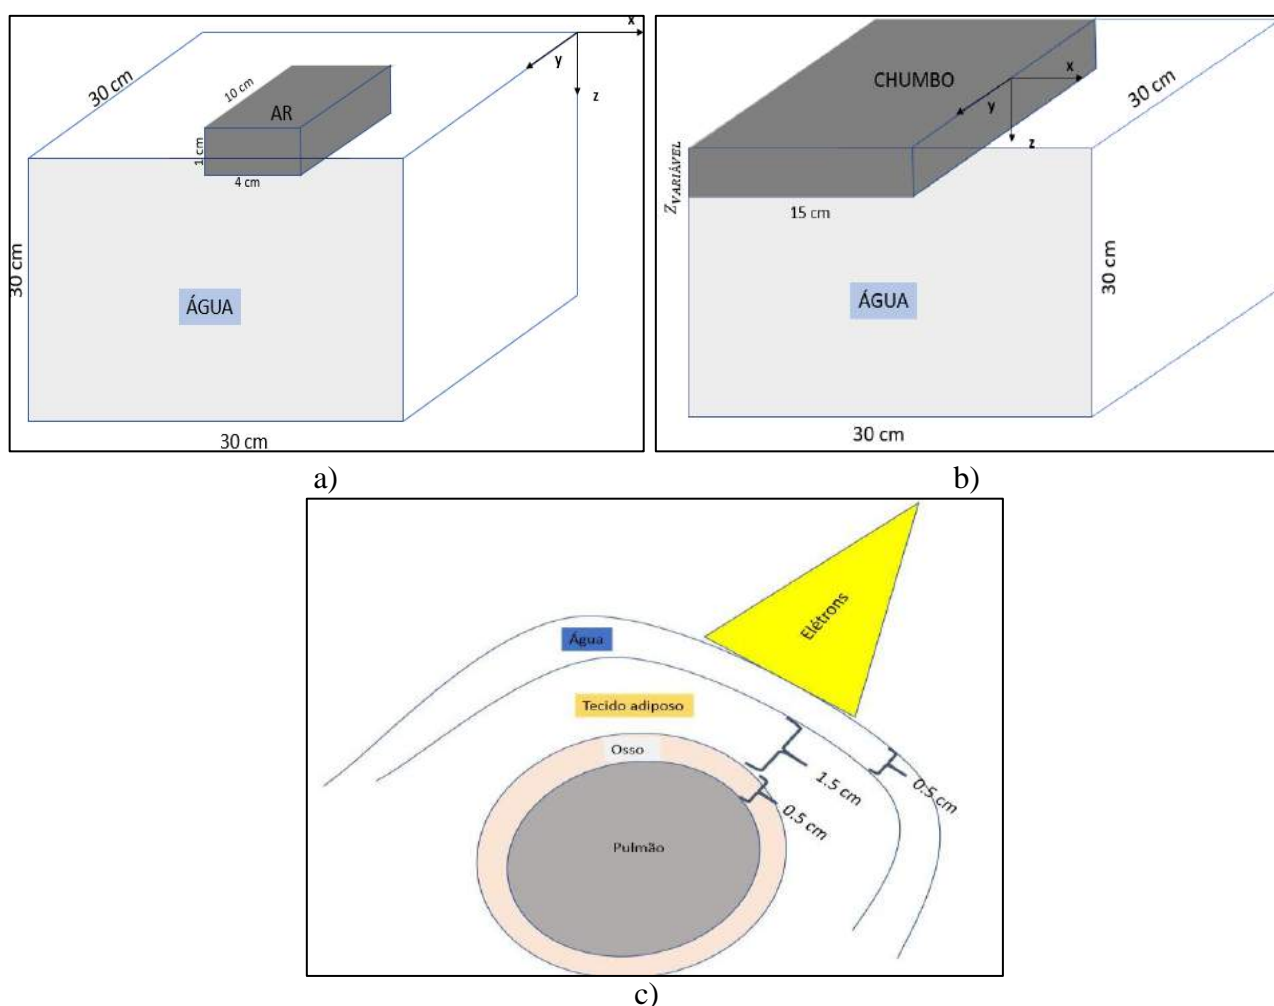 x
y
z
30 cm
10 cm
AR
1 cm
4 cm
30 cm
ÁGUA
30 cm
a)
CHUMBO
x
y
z
30 cm
Z_VARIÁVEL
15 cm
30 cm
ÁGUA
30 cm
b)
Elétrons
Água
Tecido adiposo
Osso
1.5 cm
0.5 cm
0.5 cm
Pulmão
c)